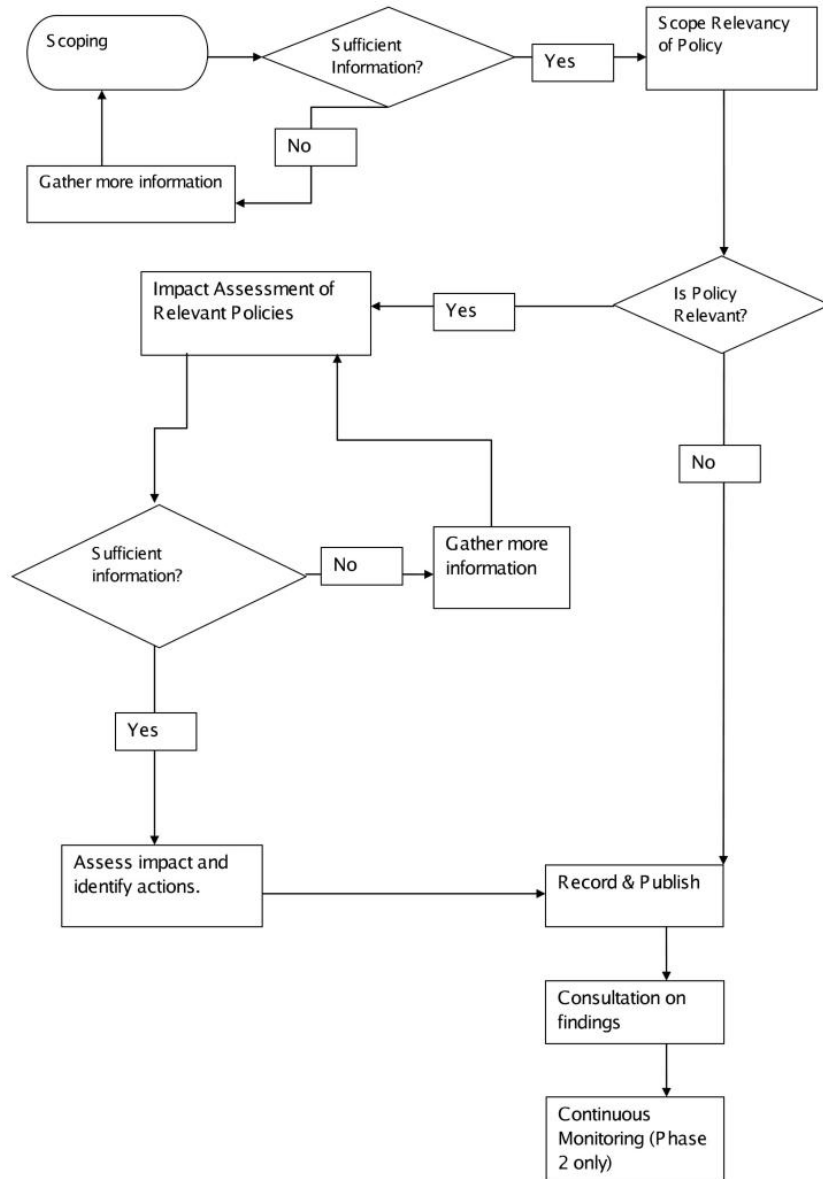 Scoping
Sufficient
Information?
Yes
Scope Relevancy
of Policy
No
Gather more information
Impact Assessment of
Relevant Policies
Yes
Is Policy
Relevant?
No
Sufficient
information?
No
Gather more
information
Yes
Assess impact and
identify actions.
Record & Publish
Consultation on
findings
Continuous
Monitoring (Phase
2 only)